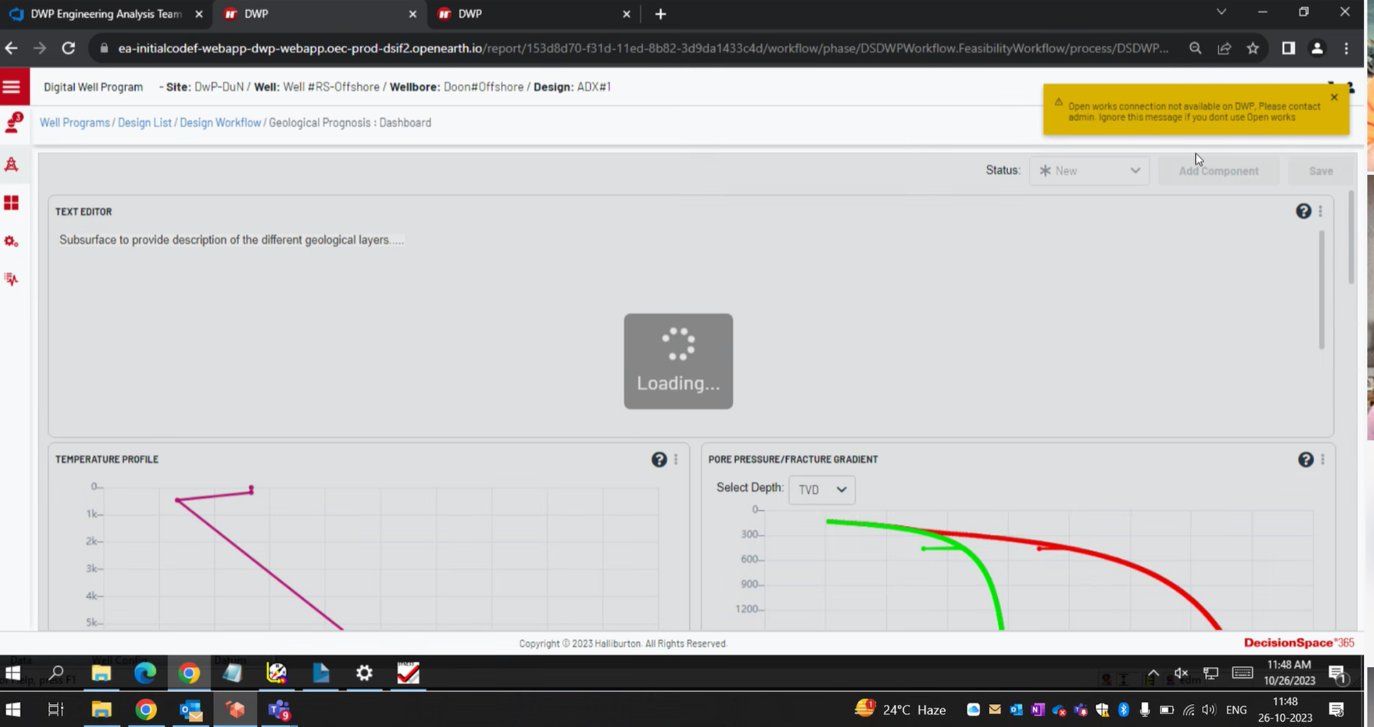 DWP Engineering Analysis Team
DWP
DWP
ea-initialcodef-webapp-dwp-webapp.oec-prod-dsif2.openearth.io/report/153d8d70-f31d-11ed-8b82-3d9da1433c4d/workflow/phase/DSDWPWorkflow.FeasibilityWorkflow/process/DSDWP...
Digital Well Program - Site: DwP-DuN / Well: Well #RS-Offshore / Wellbore: Doon#Offshore / Design: ADX#1
Open works connection not available on DWP, Please contact
admin. Ignore this message if you dont use Open works
3
Well Programs / Design List / Design Workflow / Geological Prognosis : Dashboard
Status: New Add Component Save
TEXT EDITOR
Subsurface to provide description of the different geological layers.....
Loading...
TEMPERATURE PROFILE
0
1k
2k
3k
4k
5k
PORE PRESSURE/FRACTURE GRADIENT
Select Depth: TVD
0
300
600
900
1200
Copyright © 2023 Halliburton. All Rights Reserved.
DecisionSpace®365
11:48 AM
10/26/2023
1
9
1
24°C Haze
ENG
11:48
26-10-2023